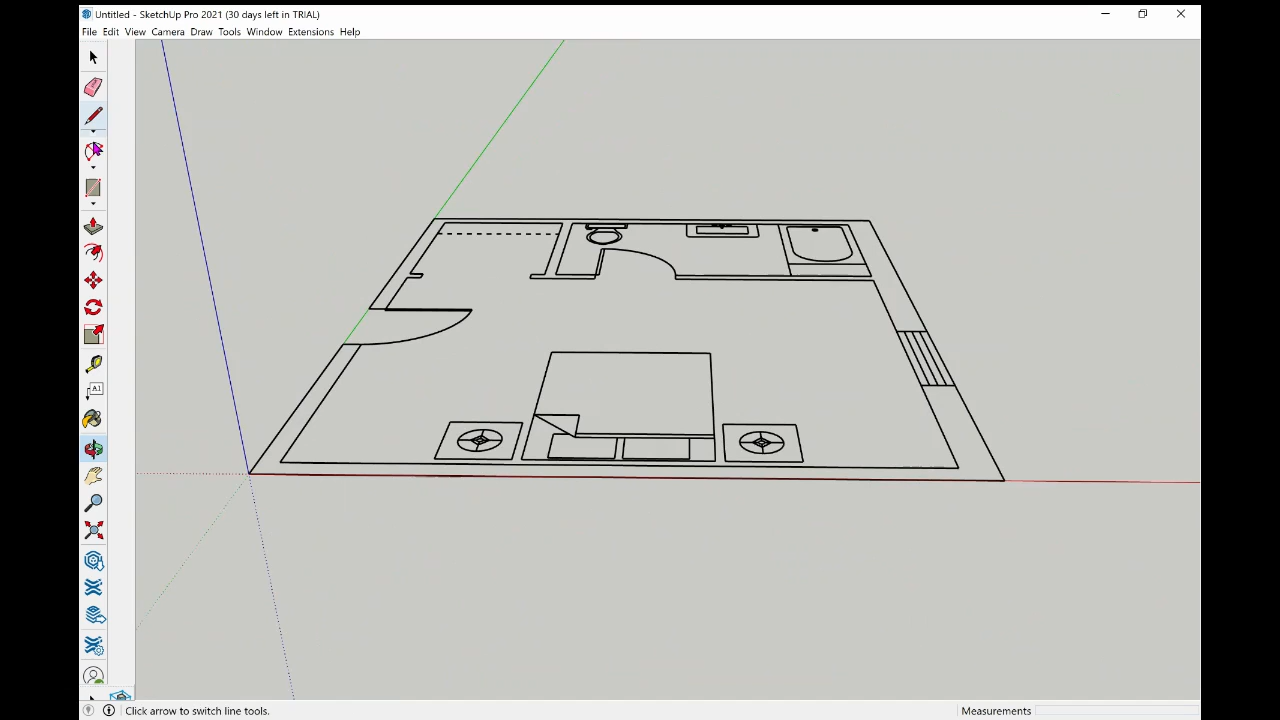 Untitled - SketchUp Pro 2021 (30 days left in TRIAL)
File Edit View Camera Draw Tools Window Extensions Help
A1
Click arrow to switch line tools.
Measurements